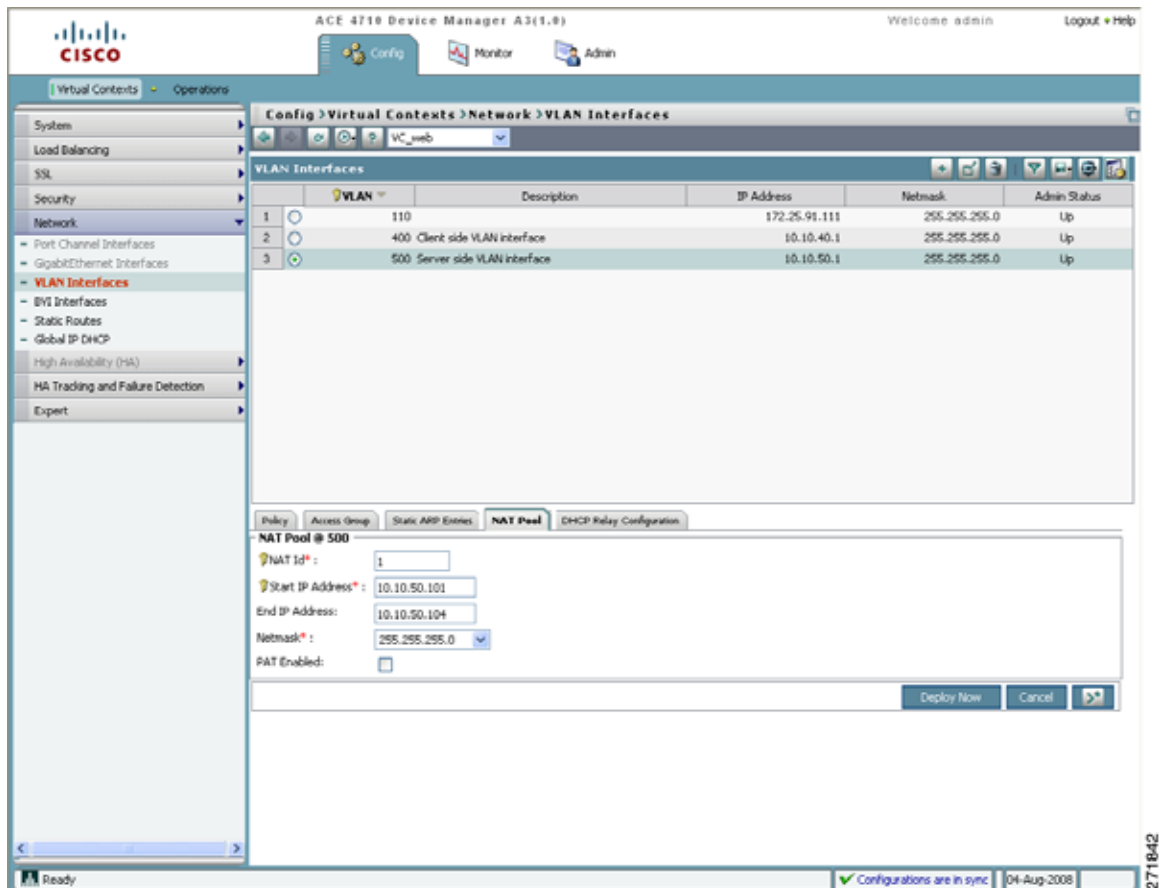 ACE 4710 Device Manager A3(1.0)
Welcome admin
Logout Help
CISCO
Config
Monitor
Admin
Virtual Contexts
Operations
System
Load Balancing
SSL
Security
Network
Port Channel Interfaces
GigabitEthernet Interfaces
VLAN Interfaces
BVI Interfaces
Static Routes
Global IP DHCP
High Availability (HA)
HA Tracking and Failure Detection
Expert
Config > Virtual Contexts > Network > VLAN Interfaces
VC_web
VLAN Interfaces
VLAN Description IP Address Netmask Admin Status
1 110 172.25.91.111 255.255.255.0 Up
2 400 Client side VLAN interface 10.10.40.1 255.255.255.0 Up
3 500 Server side VLAN interface 10.10.50.1 255.255.255.0 Up
Policy
Access Group
Static ARP Entries
NAT Pool
DHCP Relay Configuration
NAT Pool @ 500
NAT Id* : 1
Start IP Address* : 10.10.50.101
End IP Address: 10.10.50.104
Netmask* : 255.255.255.0
PAT Enabled:
Deploy Now
Cancel
Ready
Configurations are in sync
04-Aug-2008
271842